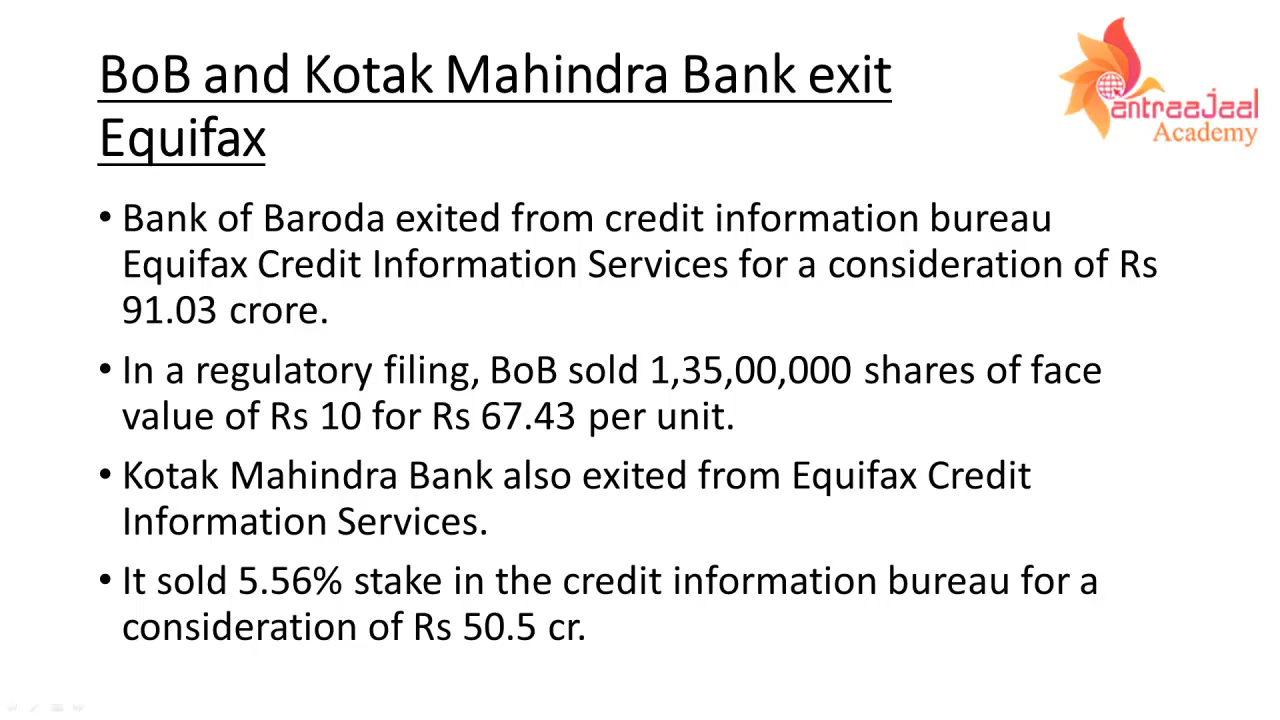 BoB and Kotak Mahindra Bank exit
Equifax
antraajaal
Academy
• Bank of Baroda exited from credit information bureau
Equifax Credit Information Services for a consideration of Rs
91.03 crore.
• In a regulatory filing, BoB sold 1,35,00,000 shares of face
value of Rs 10 for Rs 67.43 per unit.
• Kotak Mahindra Bank also exited from Equifax Credit
Information Services.
• It sold 5.56% stake in the credit information bureau for a
consideration of Rs 50.5 cr.